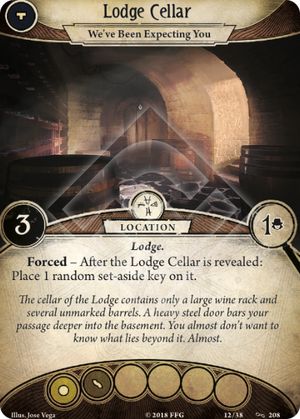 Lodge Cellar
We've Been Expecting You
3
1
LOCATION
Lodge.
Forced – After the Lodge Cellar is revealed:
Place 1 random set-aside key on it.
The cellar of the Lodge contains only a large wine rack and
several unmarked barrels. A heavy steel door bars your
passage deeper into the basement. You almost don't want to
know what lies beyond it. Almost.
Illus. Jose Vega
© 2018 FFG
12/38
208